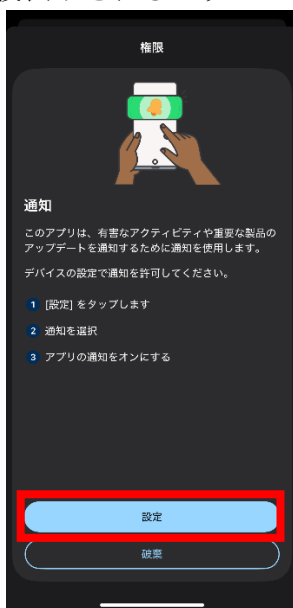 権限
通知
このアプリは、有害なアクティビティや重要な製品の
アップデートを通知するために通知を使用します。
デバイスの設定で通知を許可してください。
1 [設定] をタップします
2 通知を選択
3 アプリの通知をオンにする
設定
破棄